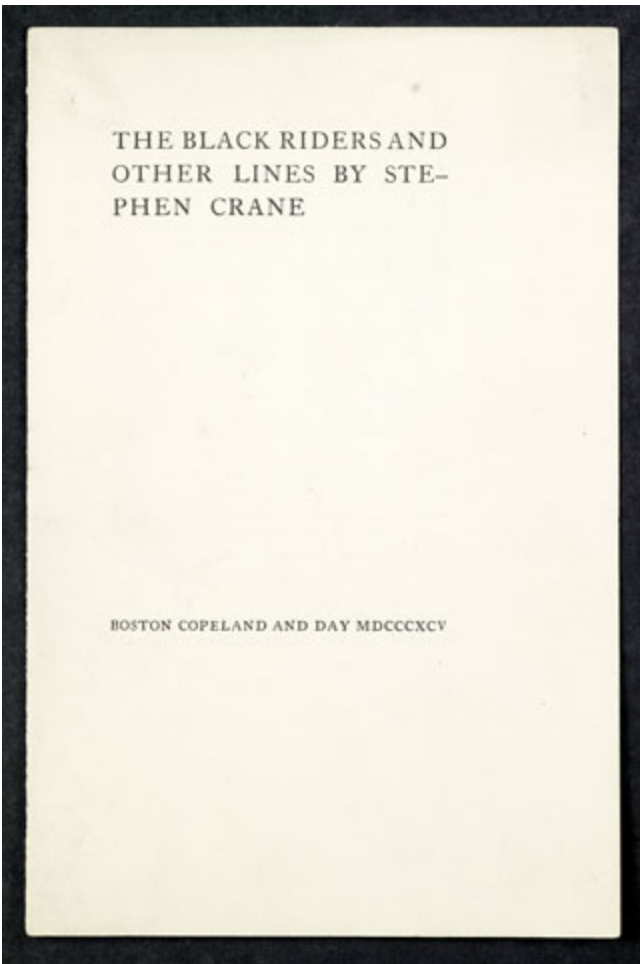 THE BLACK RIDERS AND
OTHER LINES BY STE–
PHEN CRANE
BOSTON COPELAND AND DAY MDCCCXCV